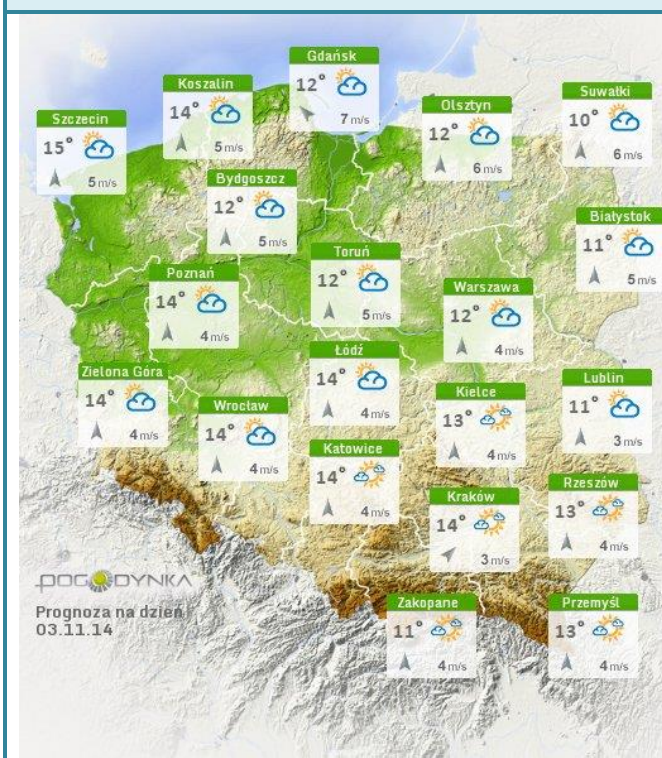 Gdańsk
12°
7 m/s
Koszalin
14°
5 m/s
Suwałki
10°
6 m/s
Olsztyn
12°
6 m/s
Szczecin
15°
5 m/s
Bydgoszcz
12°
5 m/s
Białystok
11°
5 m/s
Toruń
12°
5 m/s
Poznań
14°
4 m/s
Warszawa
12°
4 m/s
Łódź
14°
4 m/s
Zielona Góra
14°
4 m/s
Lublin
11°
3 m/s
Kielce
13°
4 m/s
Wrocław
14°
4 m/s
Katowice
14°
4 m/s
Rzeszów
13°
4 m/s
Kraków
14°
3 m/s
POGODYNKA
Prognoza na dzień
03.11.14
Zakopane
11°
4 m/s
Przemyśl
13°
4 m/s